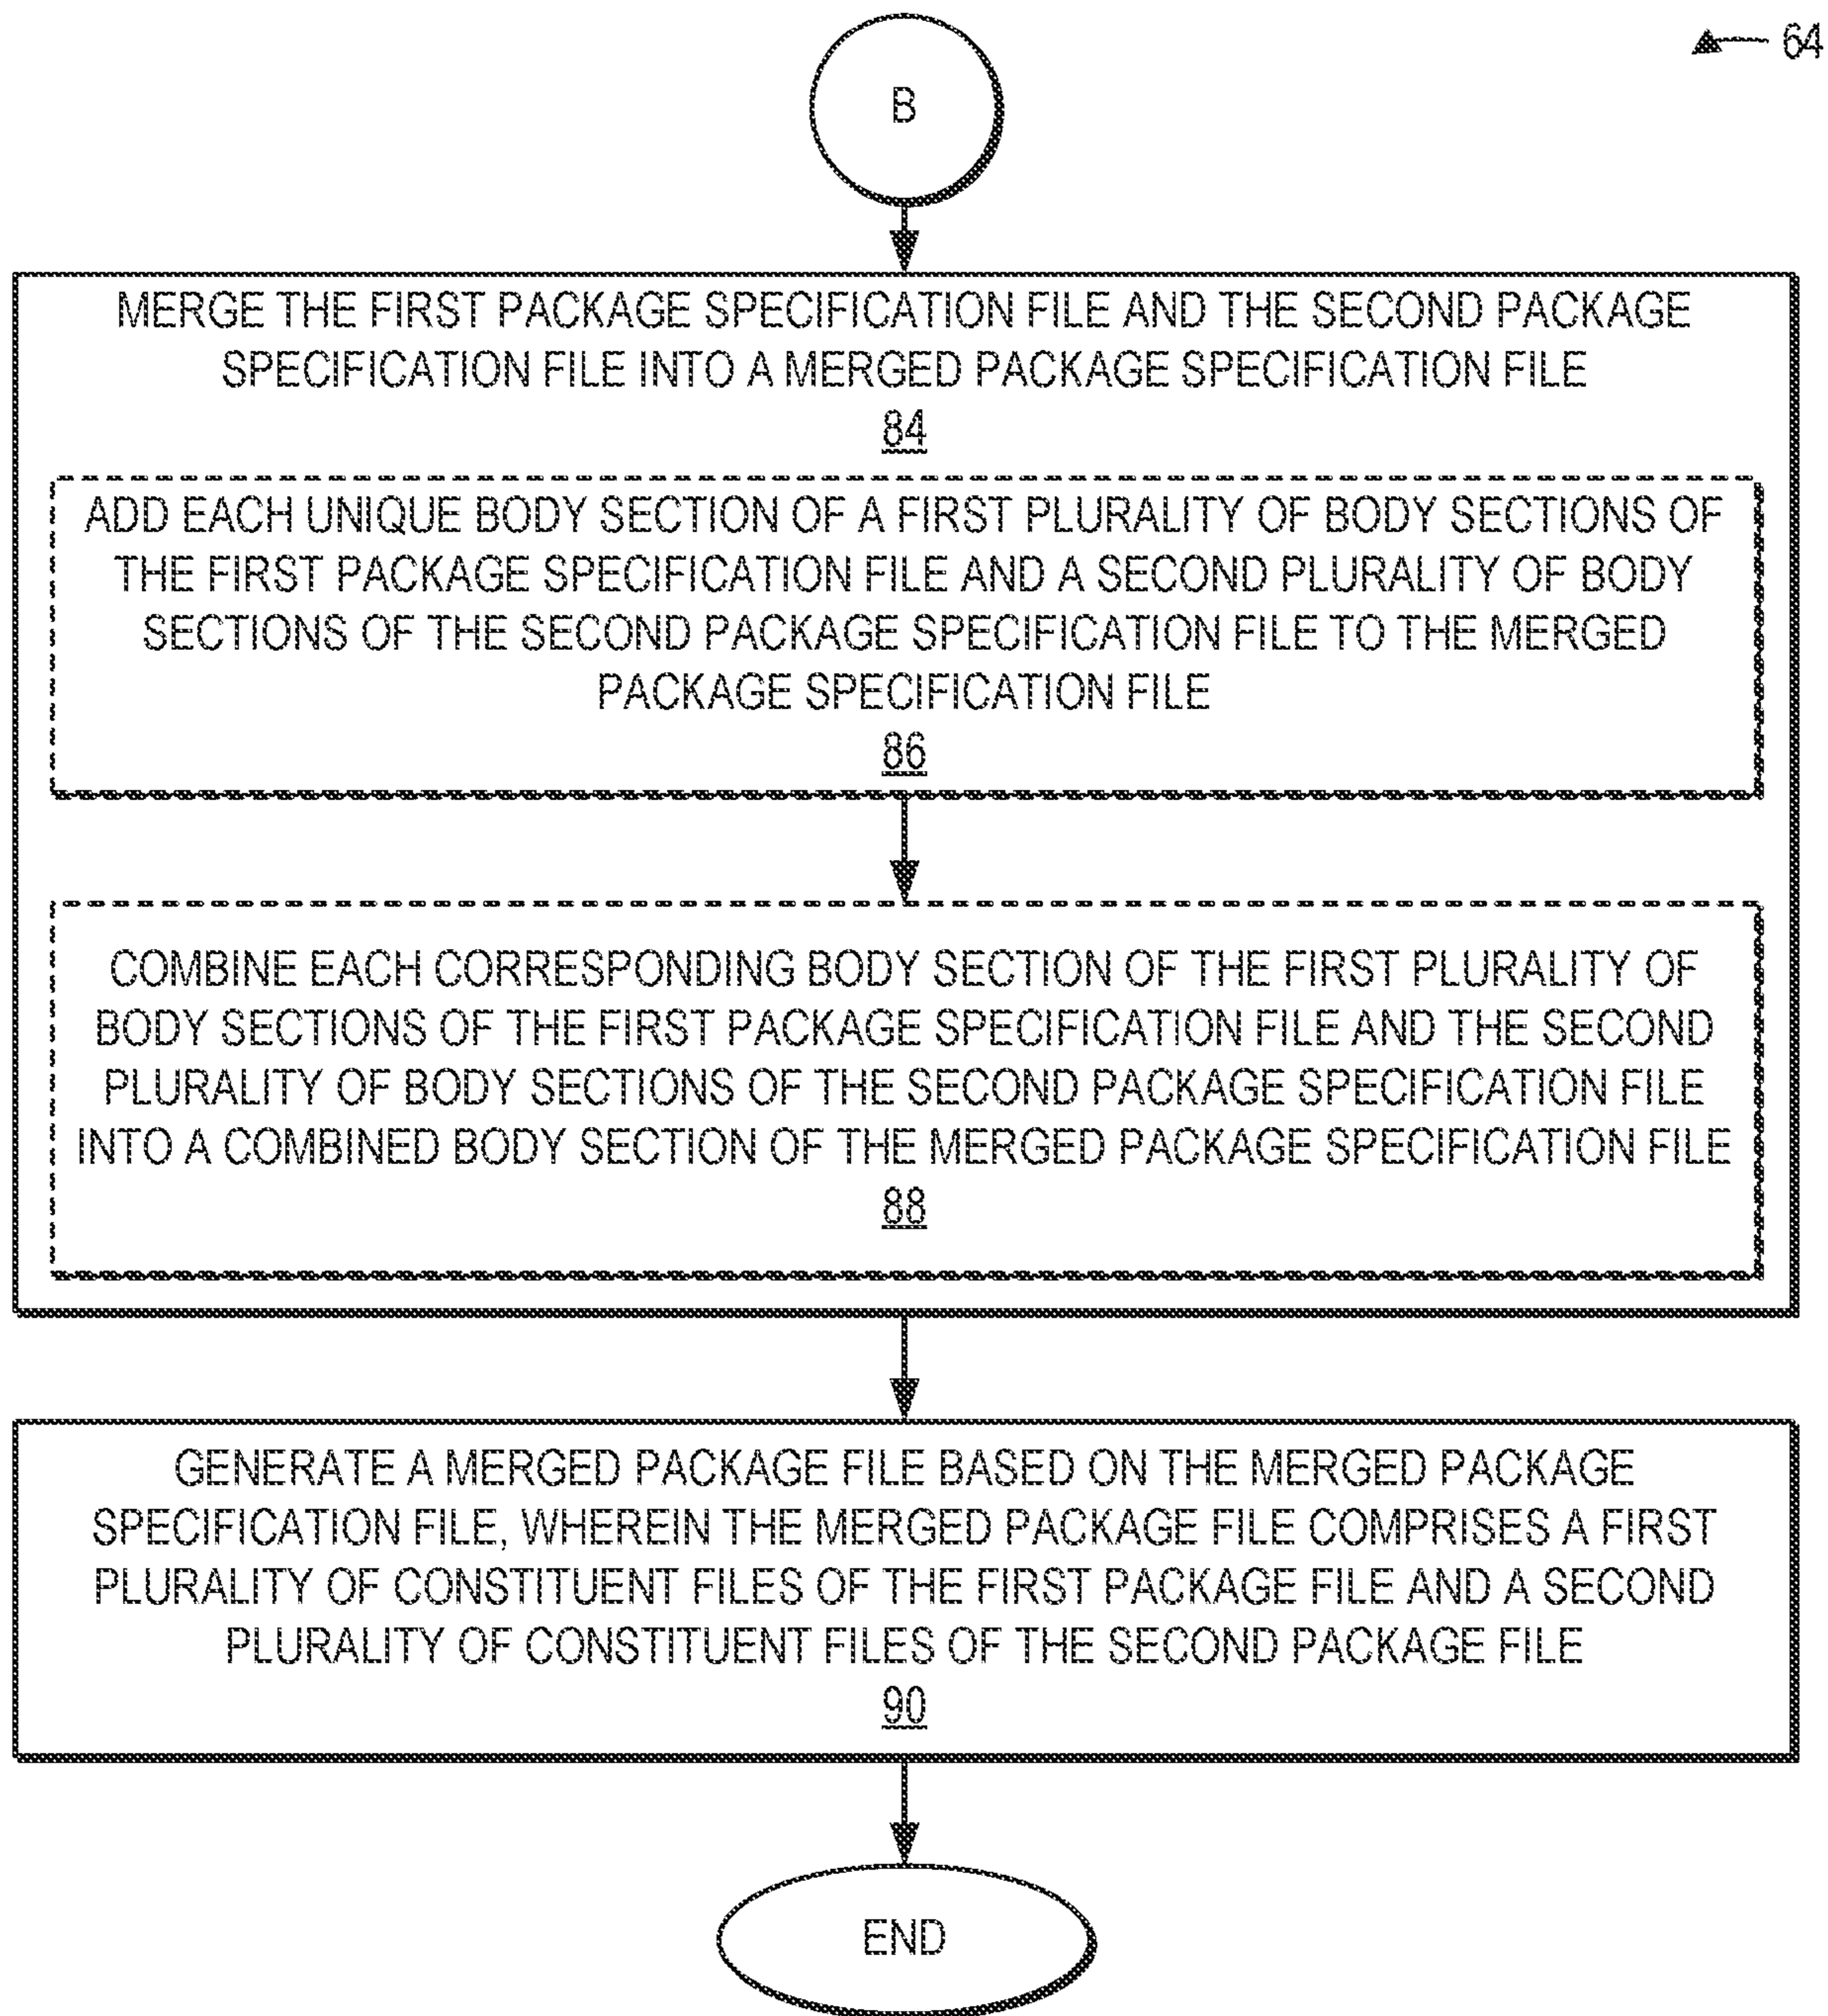 64
B
MERGE THE FIRST PACKAGE SPECIFICATION FILE AND THE SECOND PACKAGE
SPECIFICATION FILE INTO A MERGED PACKAGE SPECIFICATION FILE
84
ADD EACH UNIQUE BODY SECTION OF A FIRST PLURALITY OF BODY SECTIONS OF
THE FIRST PACKAGE SPECIFICATION FILE AND A SECOND PLURALITY OF BODY
SECTIONS OF THE SECOND PACKAGE SPECIFICATION FILE TO THE MERGED
PACKAGE SPECIFICATION FILE
86
COMBINE EACH CORRESPONDING BODY SECTION OF THE FIRST PLURALITY OF
BODY SECTIONS OF THE FIRST PACKAGE SPECIFICATION FILE AND THE SECOND
PLURALITY OF BODY SECTIONS OF THE SECOND PACKAGE SPECIFICATION FILE
INTO A COMBINED BODY SECTION OF THE MERGED PACKAGE SPECIFICATION FILE
88
GENERATE A MERGED PACKAGE FILE BASED ON THE MERGED PACKAGE
SPECIFICATION FILE, WHEREIN THE MERGED PACKAGE FILE COMPRISES A FIRST
PLURALITY OF CONSTITUENT FILES OF THE FIRST PACKAGE FILE AND A SECOND
PLURALITY OF CONSTITUENT FILES OF THE SECOND PACKAGE FILE
90
END